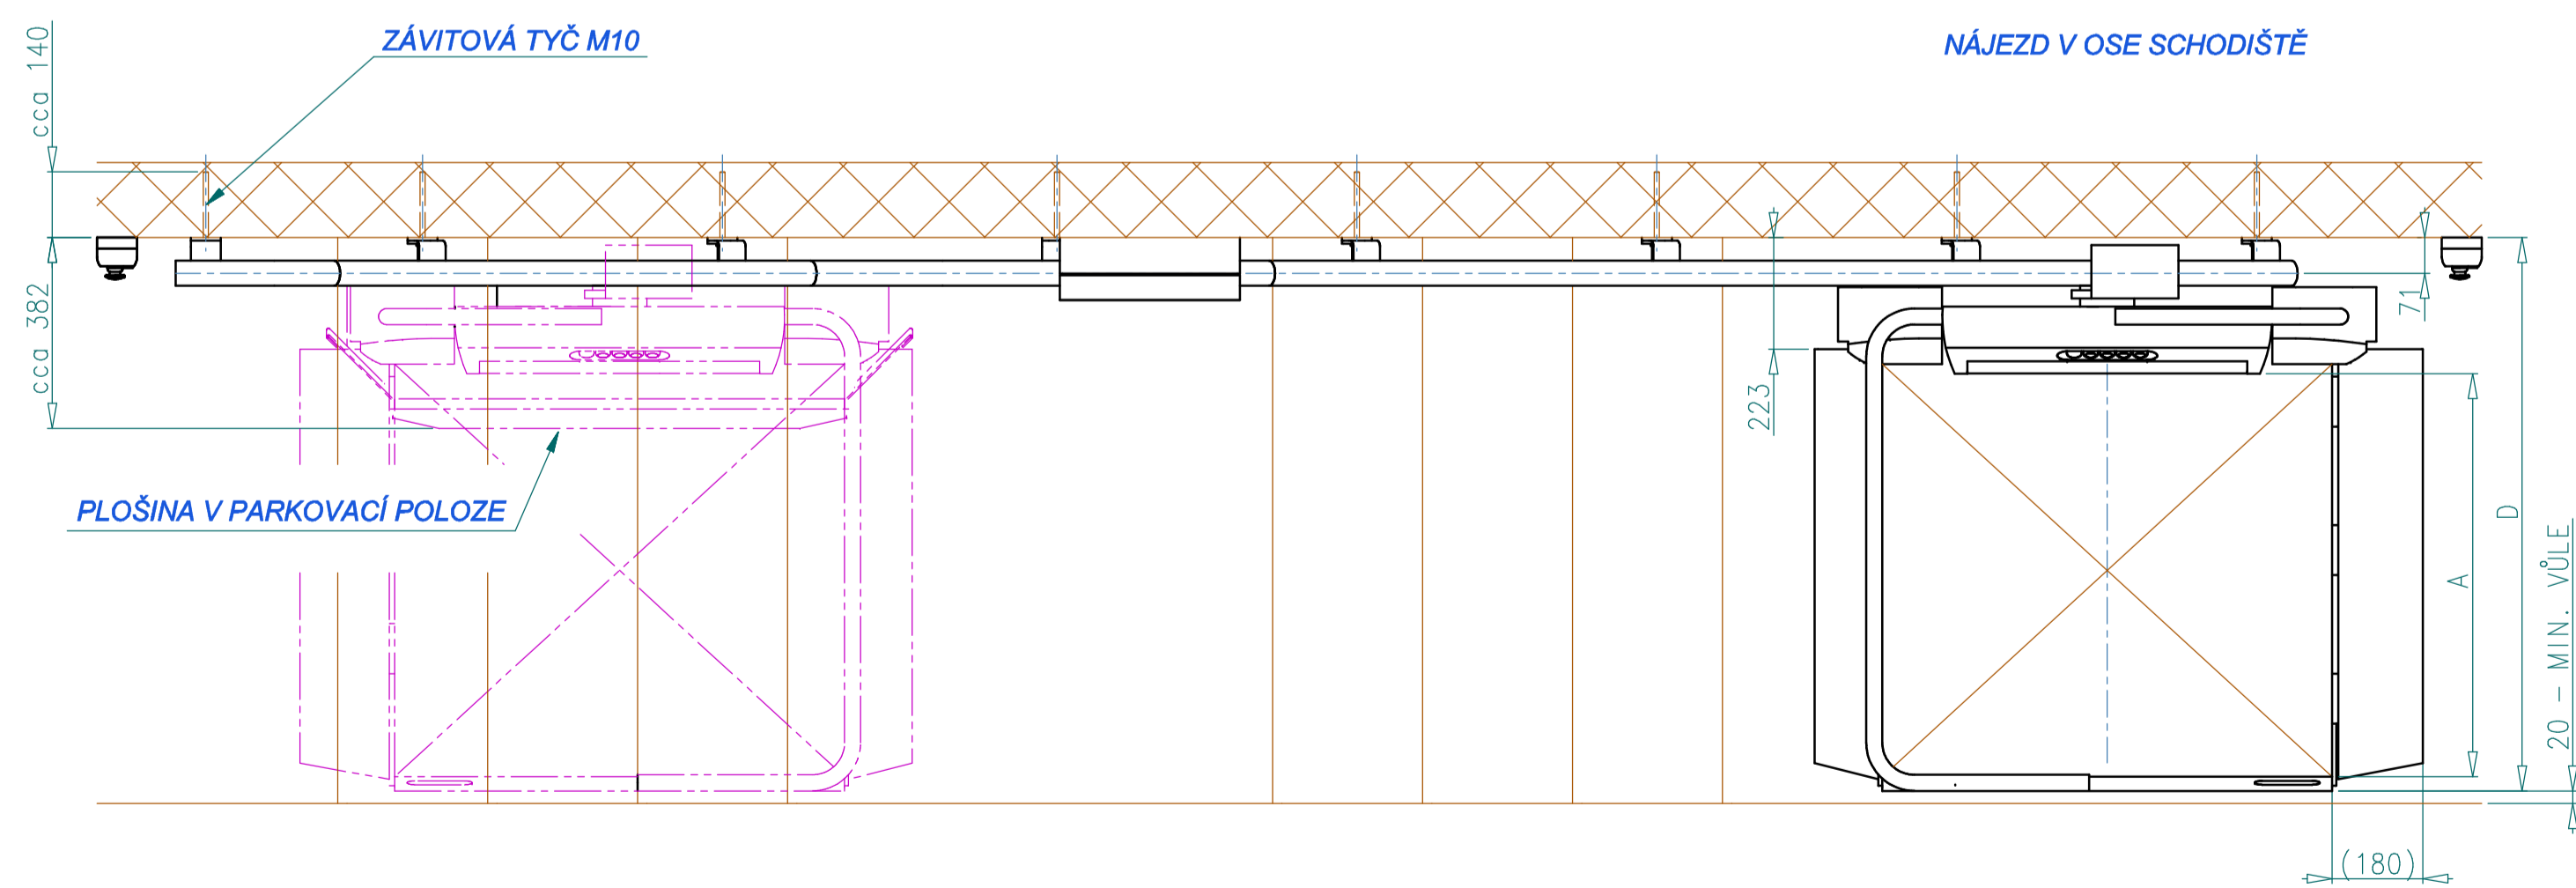 cca 140
ZÁVITOVÁ TYČ M10
NÁJEZD V OSE SCHODIŠTĚ
cca 382
PLOŠINA V PARKOVACÍ POLOZE
223
71
A
D
20 - MIN. VŮLE
(180)